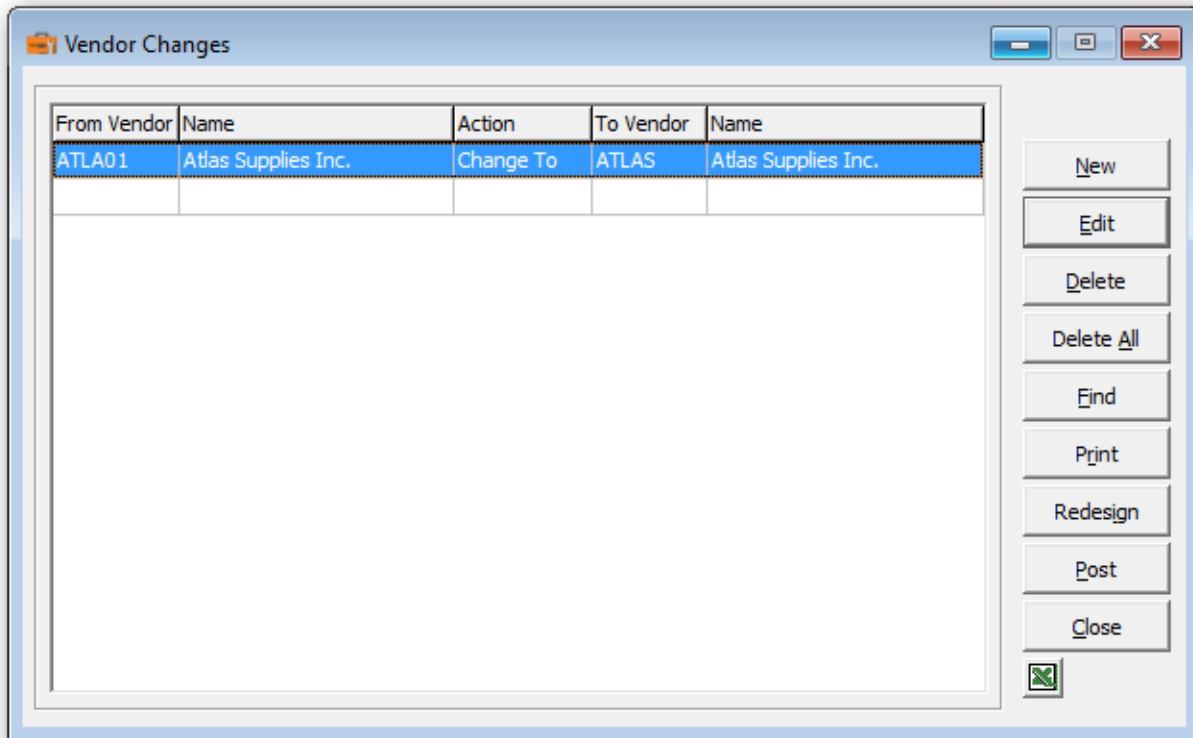 Vendor Changes
From Vendor Name Action To Vendor Name
ATLA01 Atlas Supplies Inc. Change To ATLAS Atlas Supplies Inc.
New
Edit
Delete
Delete All
Find
Print
Redesign
Post
Close